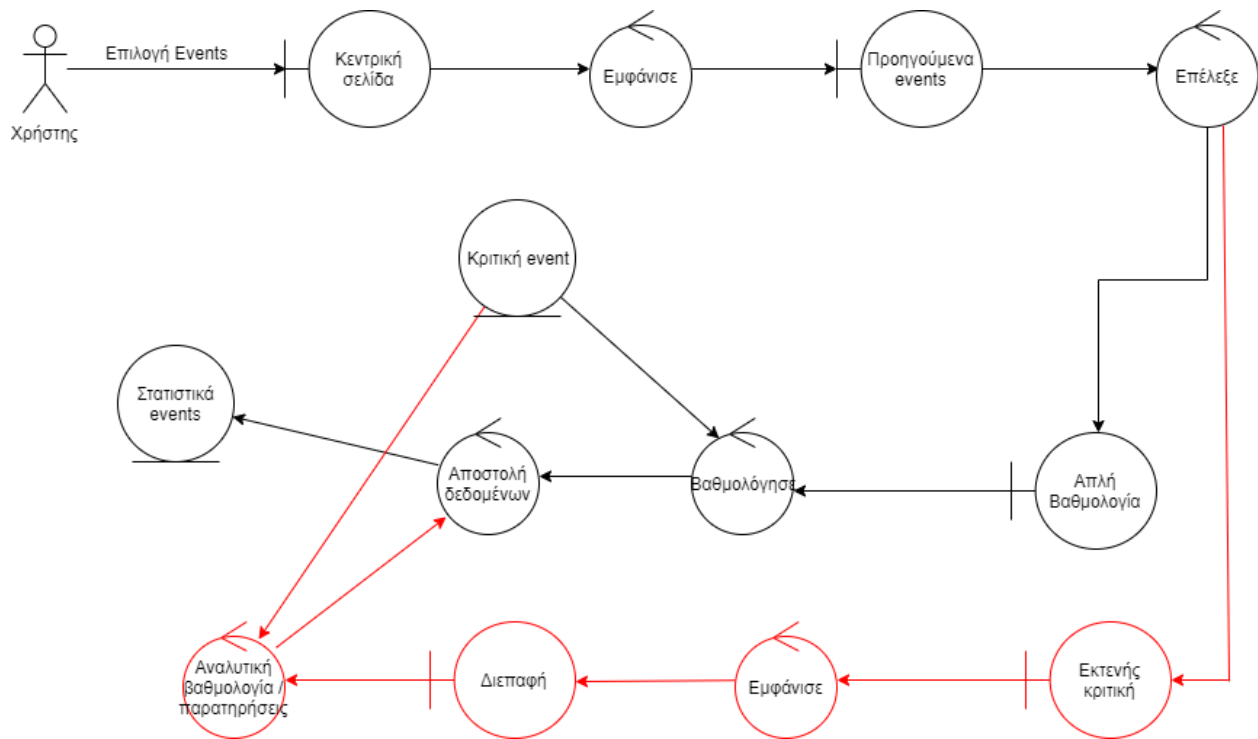 Επιλογή Events
Χρήστης
Κεντρική
σελίδα
Εμφάνισε
Προηγούμενα
events
Επέλεξε
Κριτική event
Στατιστικά
events
Αποστολή
δεδομένων
Βαθμολόγησε
Απλή
Βαθμολογία
Αναλυτική
βαθμολογία /
παρατηρήσεις
Διεπαφή
Εμφάνισε
Εκτενής
κριτική